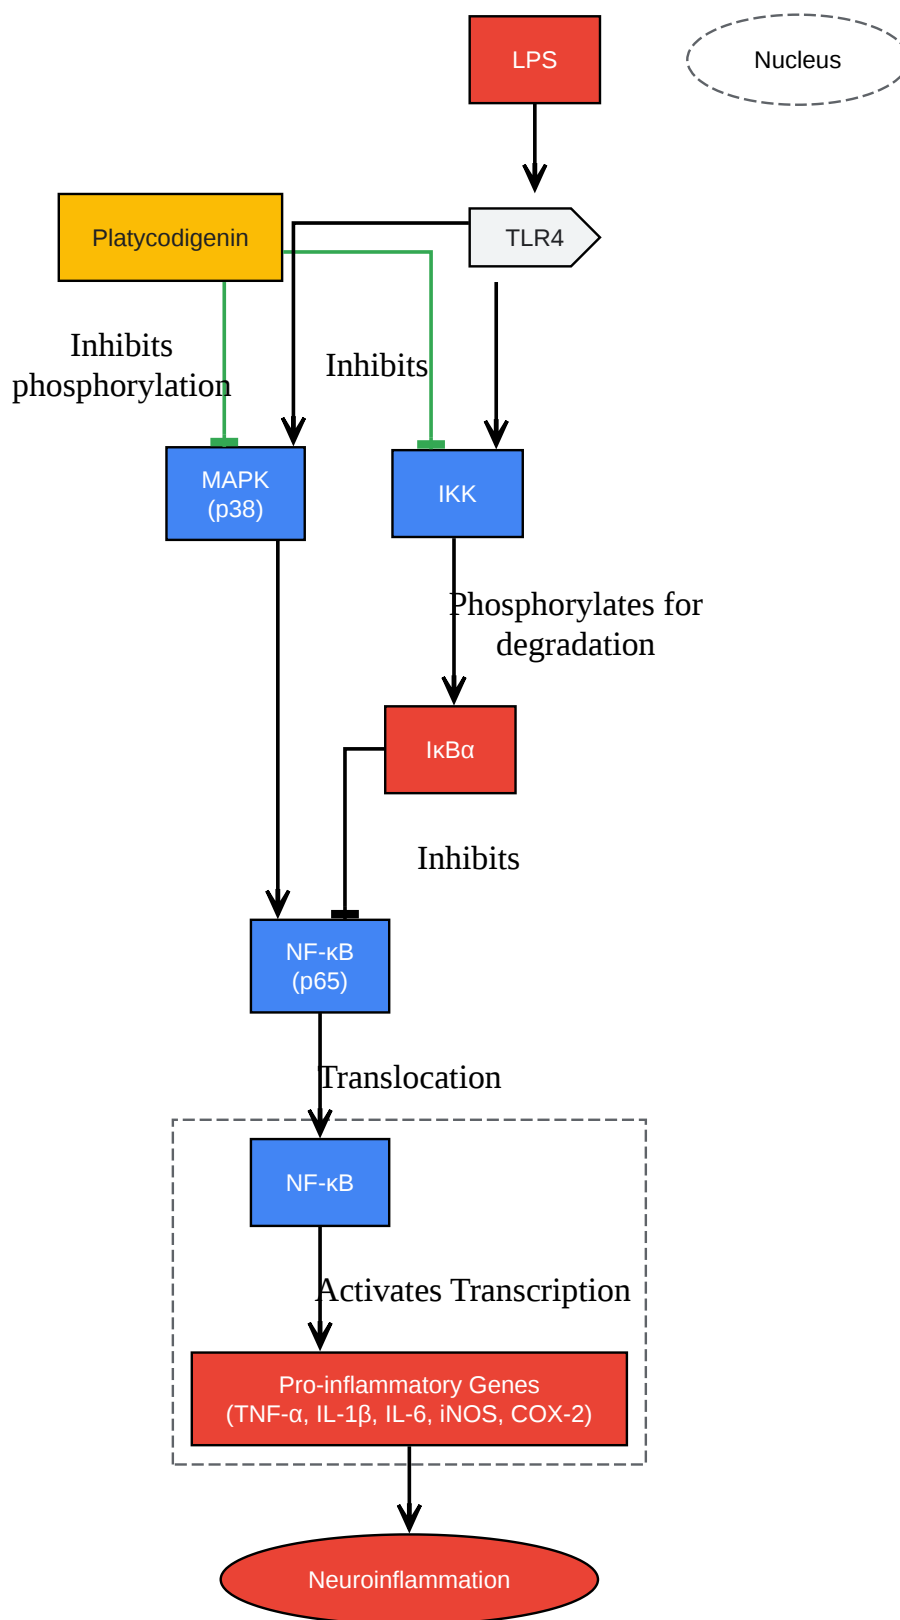 LPS
Nucleus
Platycodigenin
TLR4
Inhibits
phosphorylation
Inhibits
MAPK
(p38)
IKK
Phosphorylates for
degradation
IκBα
Inhibits
NF-κB
(p65)
Translocation
NF-κB
Activates Transcription
Pro-inflammatory Genes
(TNF-α, IL-1β, IL-6, iNOS, COX-2)
Neuroinflammation